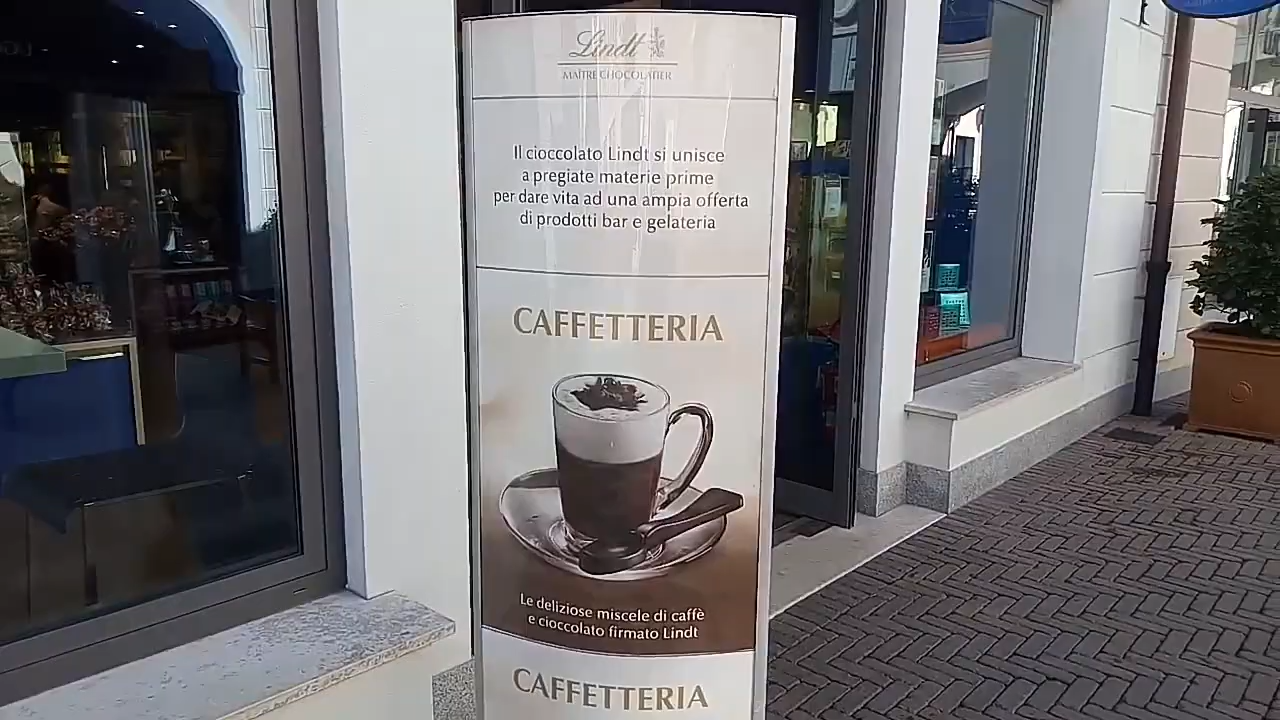 Lindt
MAÎTRE CHOCOLATIER
Il cioccolato Lindt si unisce
a pregiate materie prime
per dare vita ad una ampia offerta
di prodotti bar e gelateria
CAFFETTERIA
Le deliziose miscele di caffè
e cioccolato firmato Lindt
CAFFETTERIA